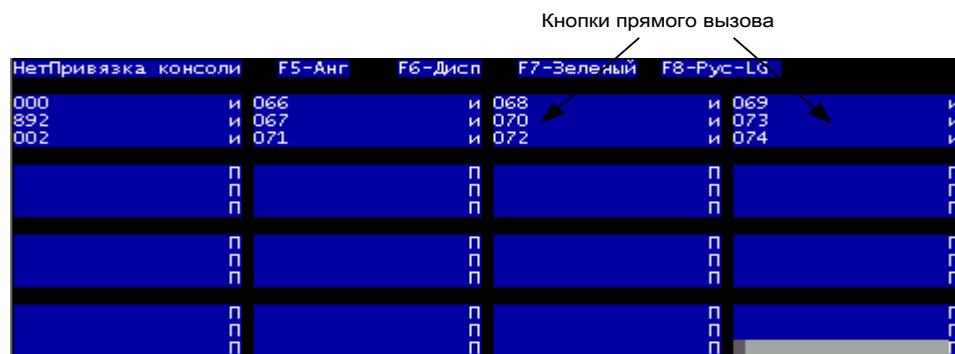 Кнопки прямого вызова
НетПривязка консоли F5-Анг F6-Дисп F7-Зеленый F8-Рус-LG
000 и 066 и 068 и 069 и
892 и 067 и 070 и 073 и
002 и 071 и 072 и 074 и
П П П П
П П П П
П П П П
П П П П
П П П П
П П П П
П П П П
П П П П
П П П П